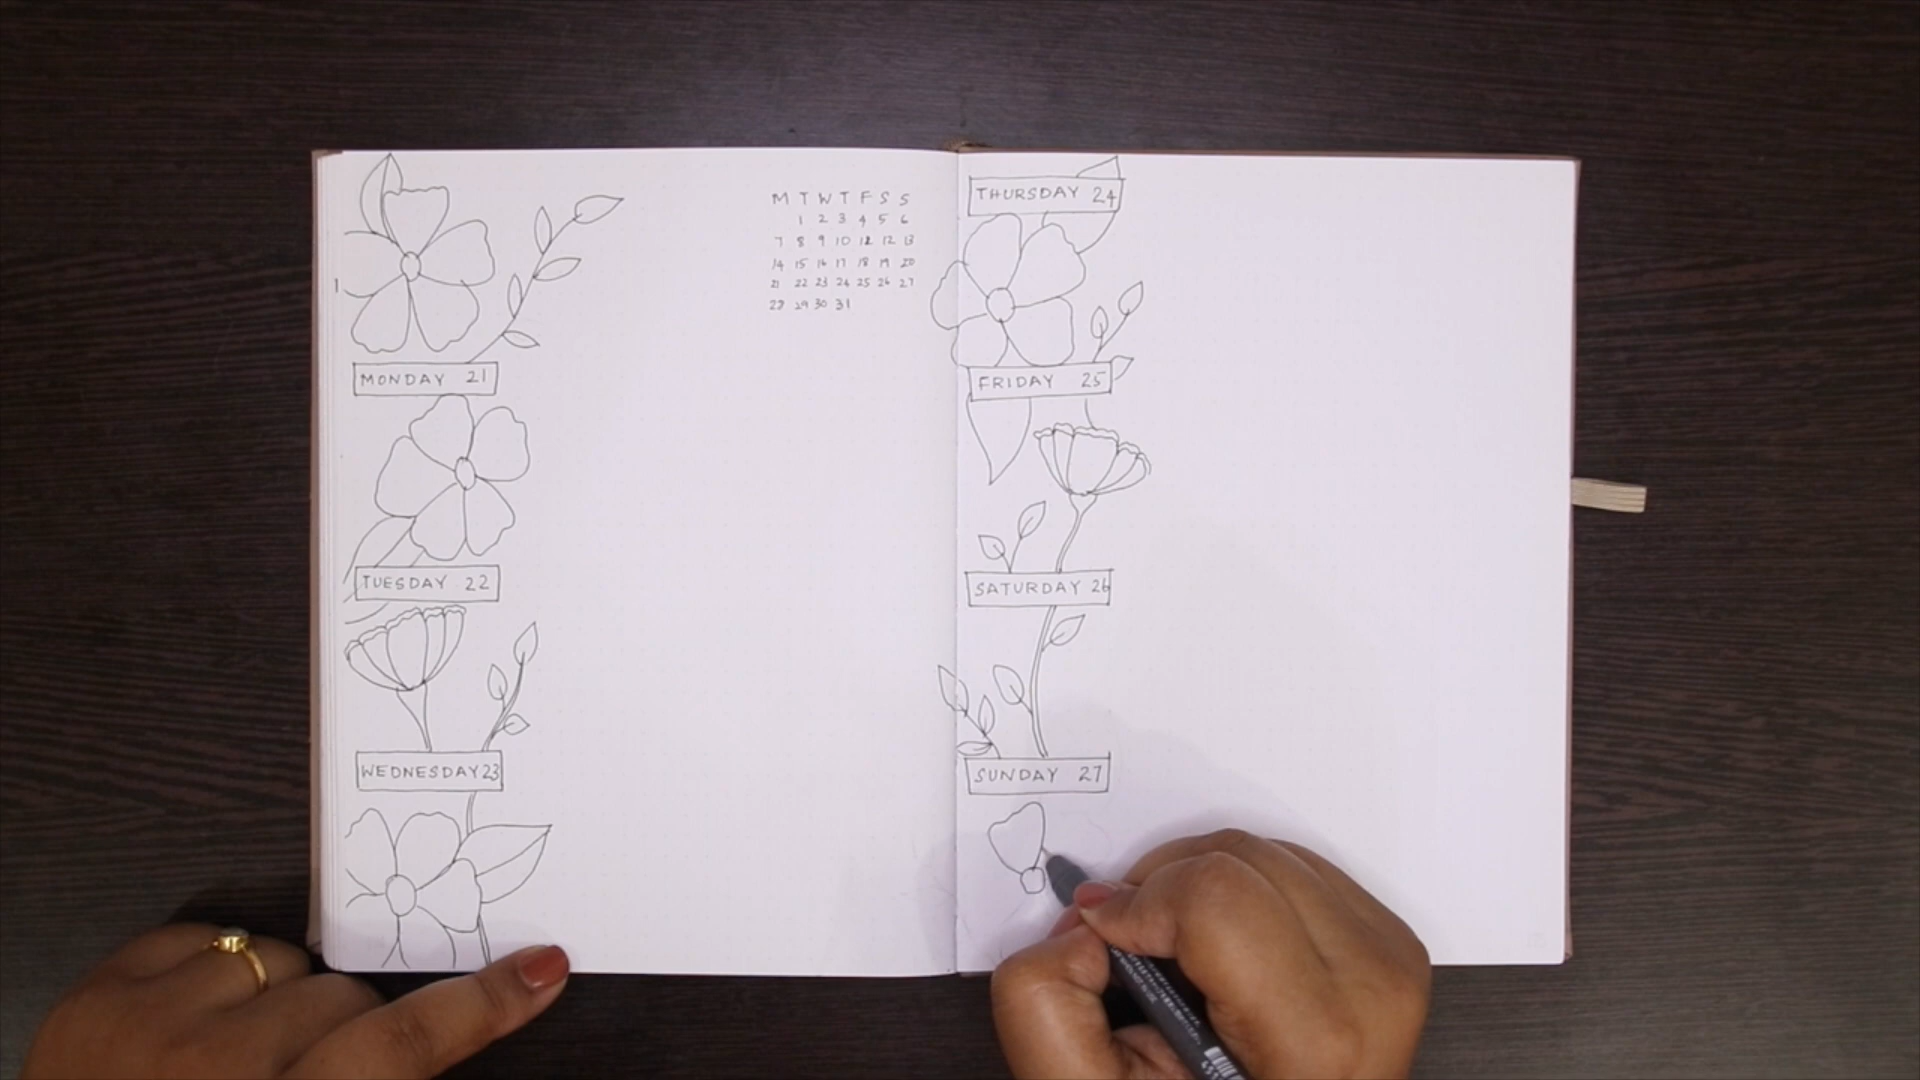 M T W T F S S
1 2 3 4 5 6
7 8 9 10 11 12 13
14 15 16 17 18 19 20
21 22 23 24 25 26 27
28 29 30 31
MONDAY 21
TUESDAY 22
WEDNESDAY 23
THURSDAY 24
FRIDAY 25
SATURDAY 26
SUNDAY 27